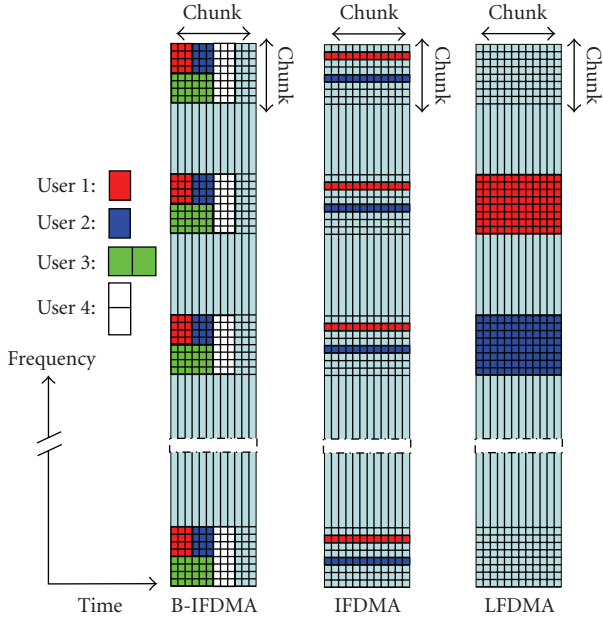 Chunk
Chunk
Chunk
Chunk
Chunk
Chunk
User 1:
User 2:
User 3:
User 4:
Frequency
Time
B-IFDMA
IFDMA
LFDMA